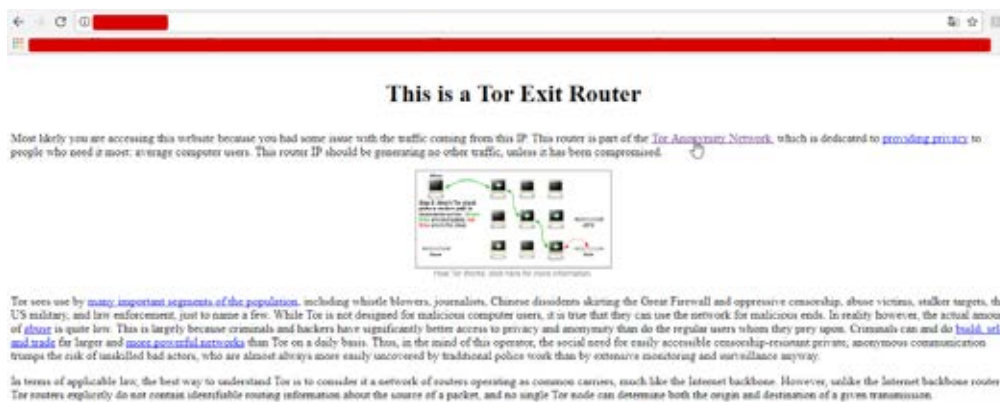 This is a Tor Exit Router
Most likely you are accessing this website because you had some issue with the traffic coming from this IP. This router is part of the Tor Anonymity Network, which is dedicated to providing privacy to
people who need it most: average computer users. This router IP should be generating no other traffic, unless it has been compromised.
How Tor Works: click here for more information.
Tor sees use by many important segments of the population, including whistle blowers, journalists, Chinese dissidents skirting the Great Firewall and oppressive censorship, abuse victims, stalker targets, the
US military, and law enforcement, just to name a few. While Tor is not designed for malicious computer users, it is true that they can use the network for malicious ends. In reality however, the actual amou
of abuse is quite low. This is largely because criminals and hackers have significantly better access to privacy and anonymity than do the regular users whom they prey upon. Criminals can and do build, sel
and trade far larger and more powerful networks than Tor on a daily basis. Thus, in the mind of this operator, the social need for easily accessible censorship-resistant private, anonymous communication
trumps the risk of unskilled bad actors, who are almost always more easily uncovered by traditional police work than by extensive monitoring and surveillance anyway.
In terms of applicable law, the best way to understand Tor is to consider it a network of routers operating as common carriers, much like the Internet backbone. However, unlike the Internet backbone router
Tor routers explicitly do not contain identifiable routing information about the source of a packet, and no single Tor node can determine both the origin and destination of a given transmission.